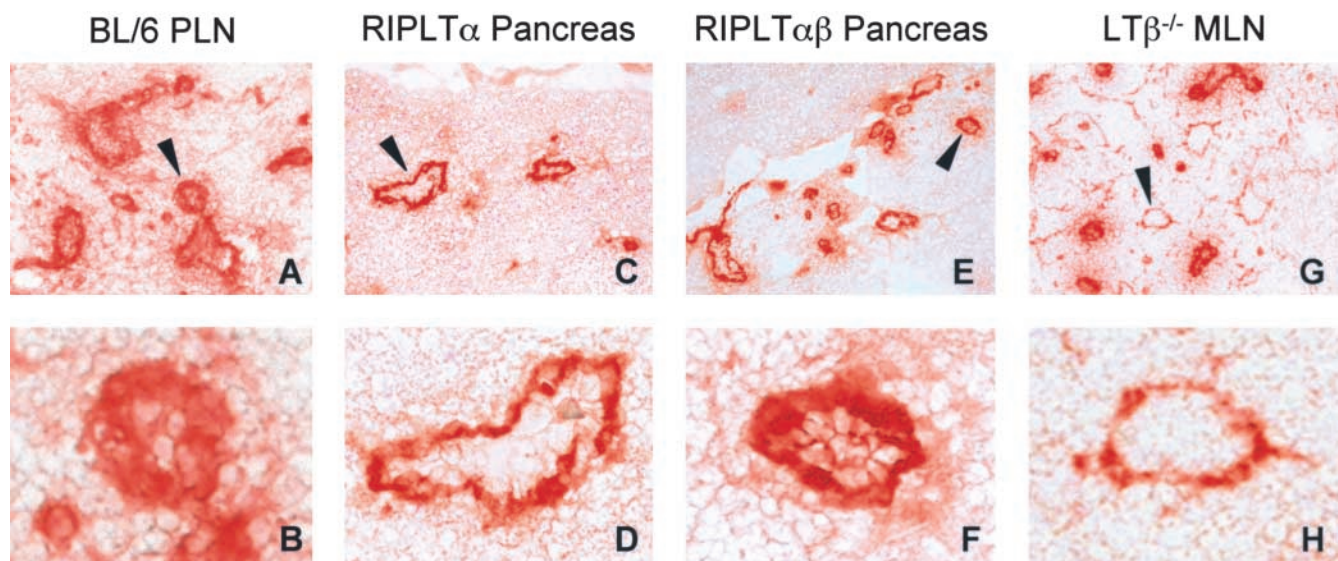 BL/6 PLN
RIPLTα Pancreas
RIPLTαβ Pancreas
LTβ-/- MLN
A
C
E
G
B
D
F
H